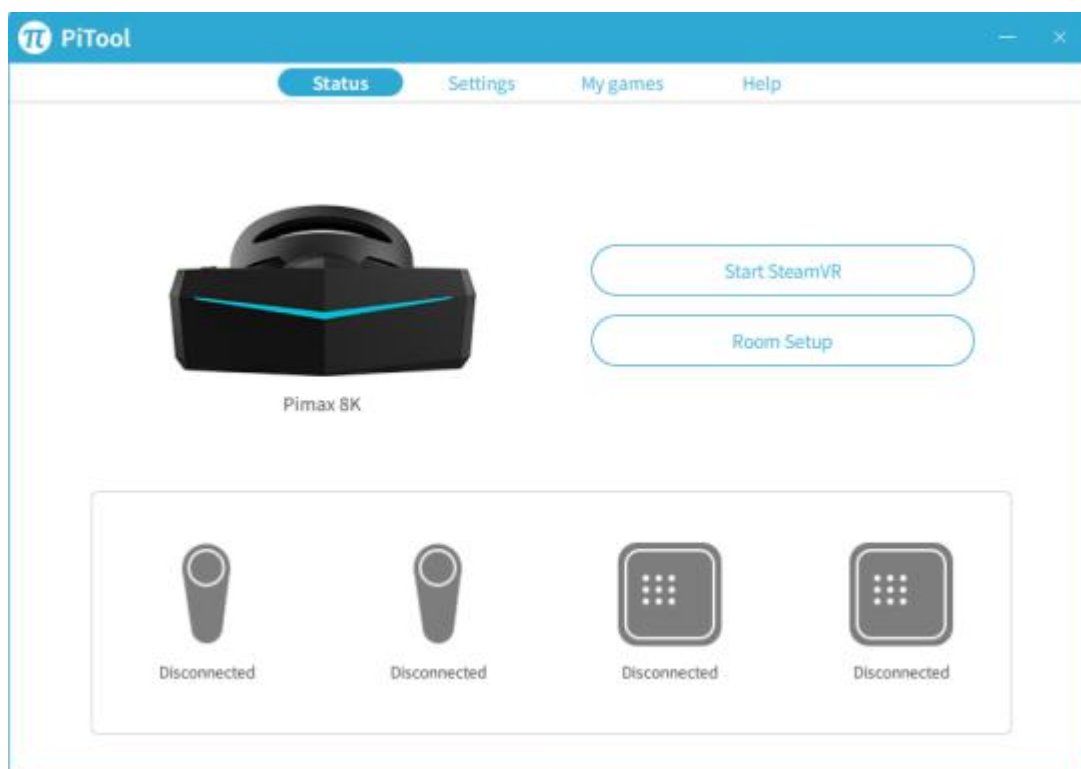 PiTool
Status Settings My games Help
Start SteamVR
Room Setup
Pimax 8K
Disconnected Disconnected Disconnected Disconnected